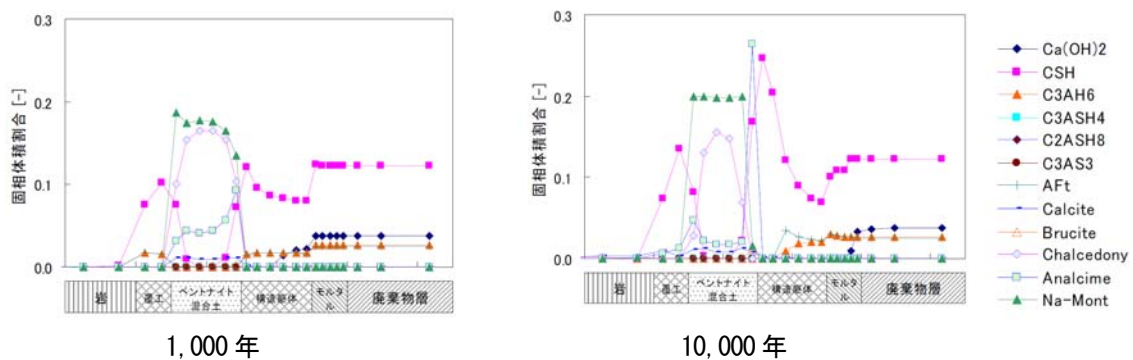 固相体積割合 [-]
0.3
0.2
0.1
0.0
岩
覆工
ベントナイト
混合土
構造躯体
モルタ
ル
廃棄物層
1,000 年
固相体積割合 [-]
0.3
0.2
0.1
0.0
岩
覆工
ベントナイト
混合土
構造躯体
モルタ
ル
廃棄物層
10,000 年
Ca(OH)2
CSH
C3AH6
C3ASH4
C2ASH8
C3AS3
AFt
Calcite
Brucite
Chalcedony
Analcime
Na-Mont